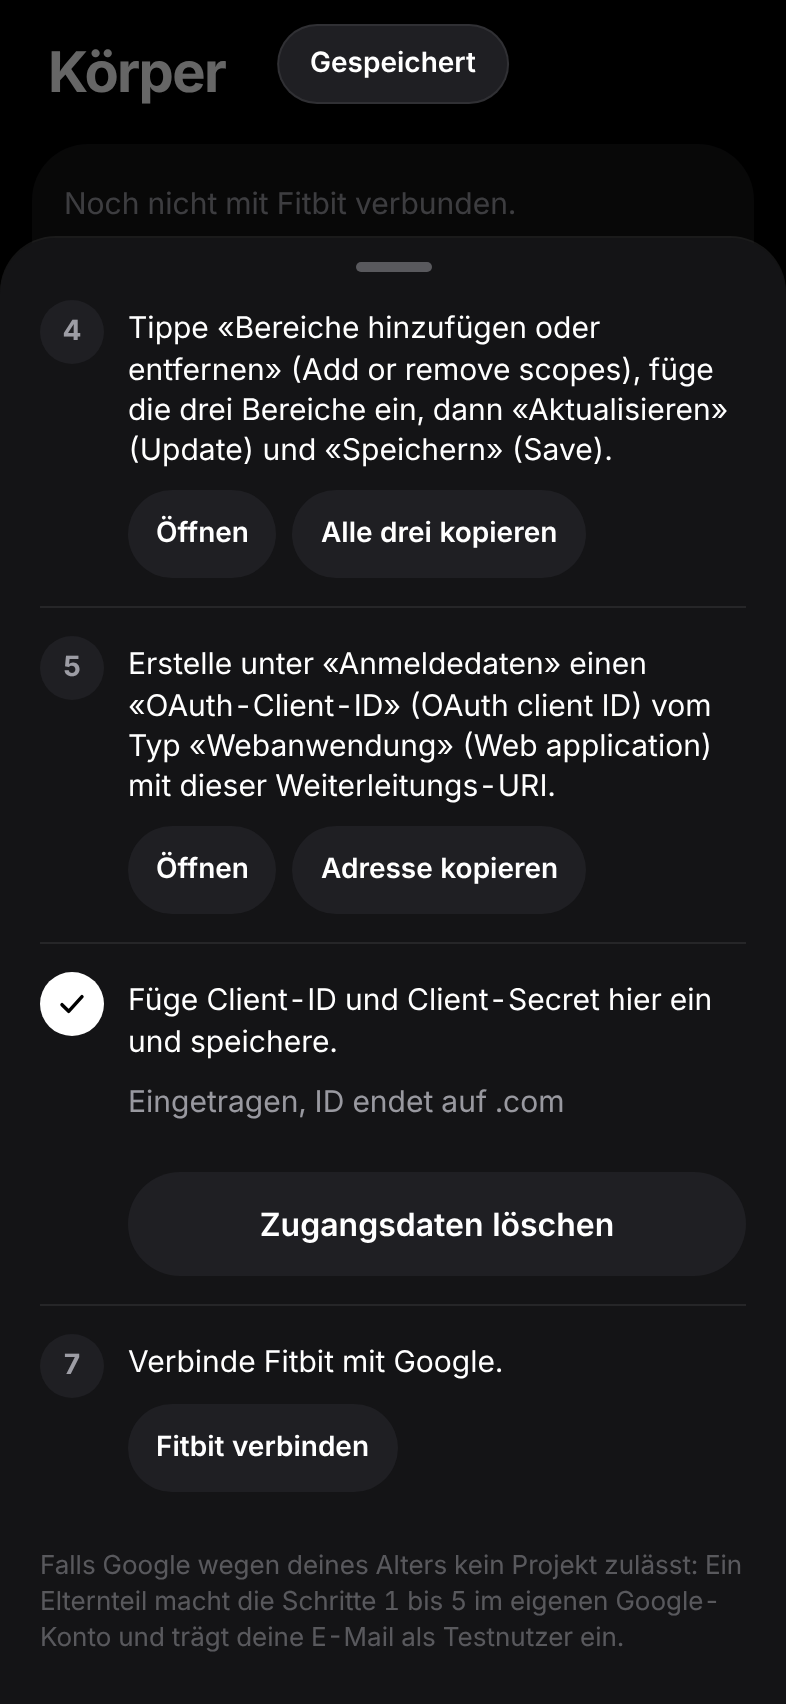 Körper
Gespeichert
Noch nicht mit Fitbit verbunden.
4
Tippe «Bereiche hinzufügen oder
entfernen» (Add or remove scopes), füge
die drei Bereiche ein, dann «Aktualisieren»
(Update) und «Speichern» (Save).
Öffnen
Alle drei kopieren
5
Erstelle unter «Anmeldedaten» einen
«OAuth-Client-ID» (OAuth client ID) vom
Typ «Webanwendung» (Web application)
mit dieser Weiterleitungs-URI.
Öffnen
Adresse kopieren
Füge Client-ID und Client-Secret hier ein
und speichere.
Eingetragen, ID endet auf .com
Zugangsdaten löschen
7
Verbinde Fitbit mit Google.
Fitbit verbinden
Falls Google wegen deines Alters kein Projekt zulässt: Ein
Elternteil macht die Schritte 1 bis 5 im eigenen Google-
Konto und trägt deine E-Mail als Testnutzer ein.